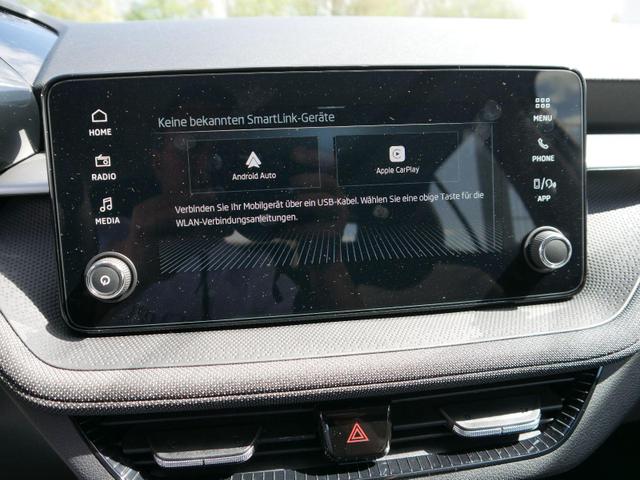 Keine bekannten SmartLink-Geräte
HOME
RADIO
MEDIA
Android Auto
Apple CarPlay
Verbinden Sie Ihr Mobilgerät über ein USB-Kabel. Wählen Sie eine obige Taste für die
WLAN-Verbindungsanleitungen.
MENU
PHONE
APP